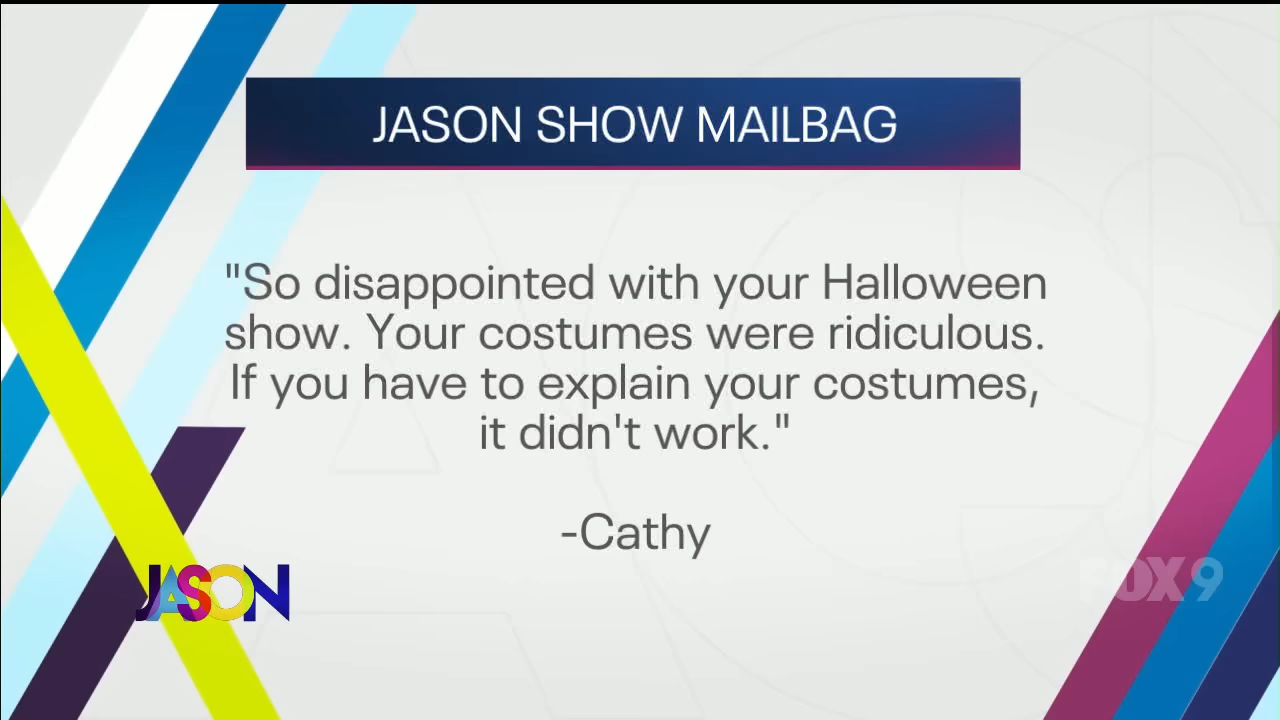 JASON SHOW MAILBAG
"So disappointed with your Halloween
show. Your costumes were ridiculous.
If you have to explain your costumes,
it didn't work."
-Cathy
JASON
FOX 9